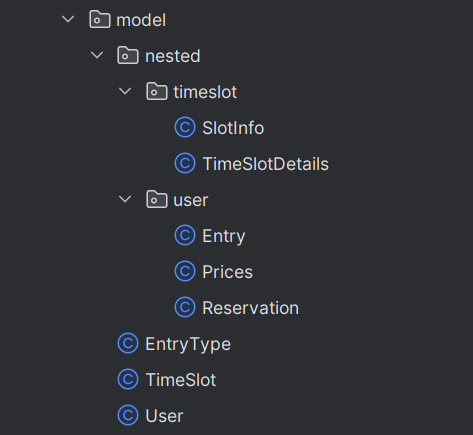 model
nested
timeslot
SlotInfo
TimeSlotDetails
user
Entry
Prices
Reservation
EntryType
TimeSlot
User